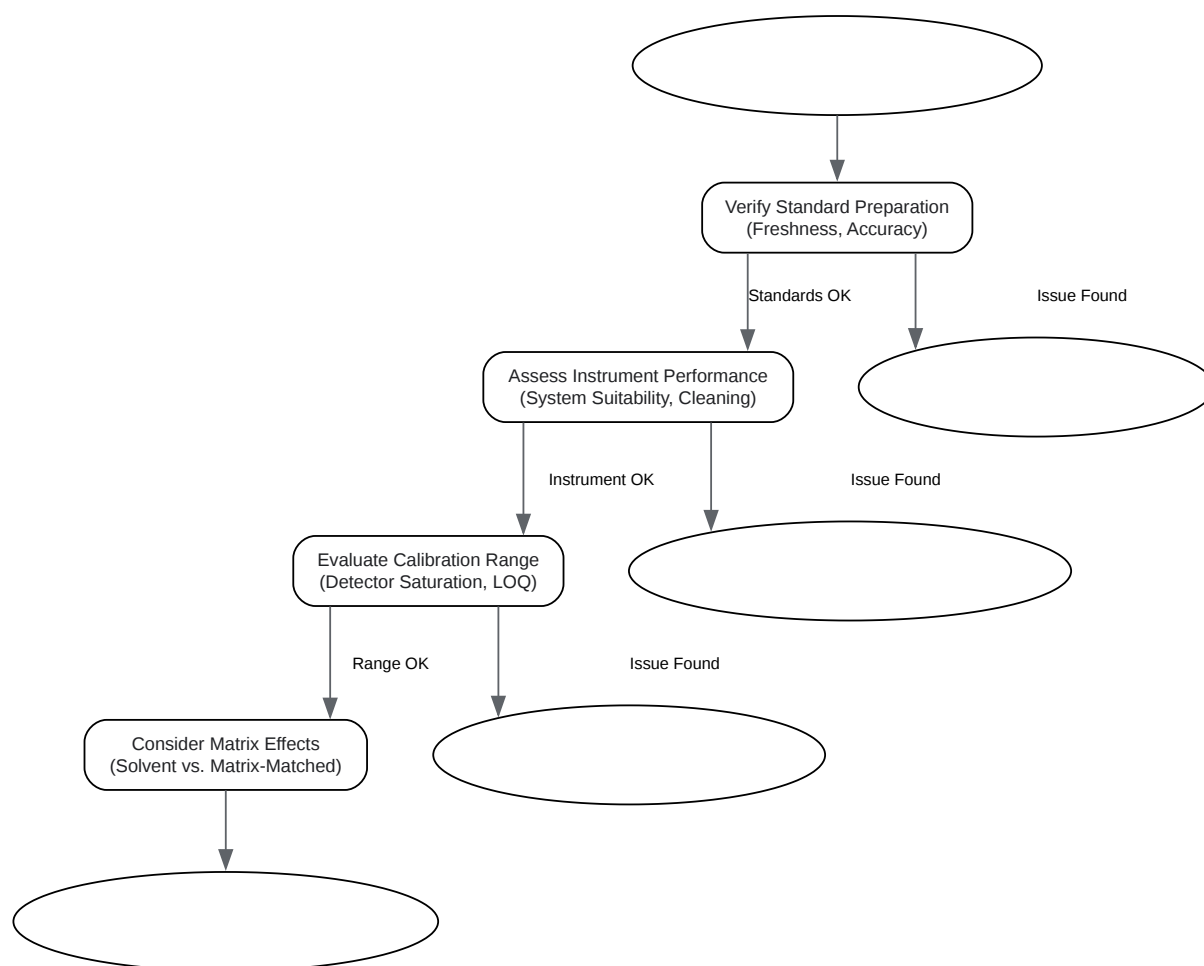 Verify Standard Preparation
(Freshness, Accuracy)
Standards OK
Issue Found
Assess Instrument Performance
(System Suitability, Cleaning)
Instrument OK
Issue Found
Evaluate Calibration Range
(Detector Saturation, LOQ)
Range OK
Issue Found
Consider Matrix Effects
(Solvent vs. Matrix-Matched)